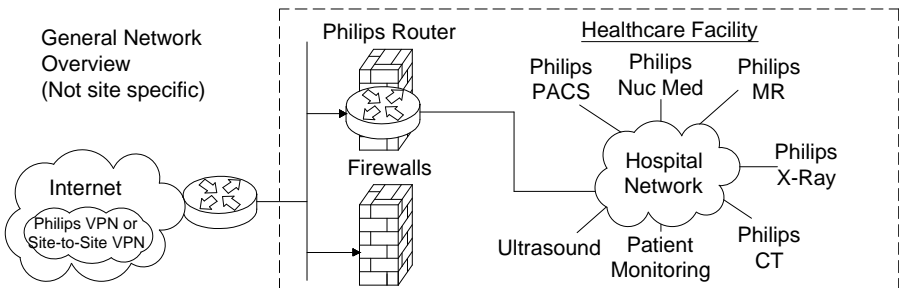 General Network
Overview
(Not site specific)
Philips Router
Healthcare Facility
Philips
PACS
Philips
Nuc Med
Philips
MR
Firewalls
Internet
Philips VPN or
Site-to-Site VPN
Hospital
Network
Philips
X-Ray
Ultrasound
Patient
Monitoring
Philips
CT